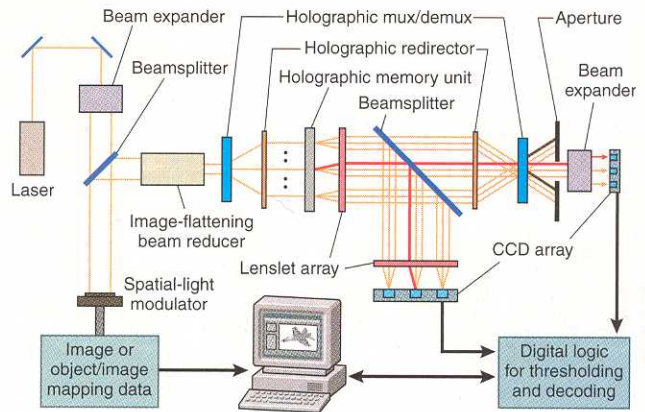 Beam expander
Beamsplitter
Holographic mux/demux
Holographic redirector
Holographic memory unit
Beamsplitter
Aperture
Beam
expander
Laser
Image-flattening
beam reducer
Lenslet array
CCD array
Spatial-light
modulator
Image or
object/image
mapping data
Digital logic
for thresholding
and decoding